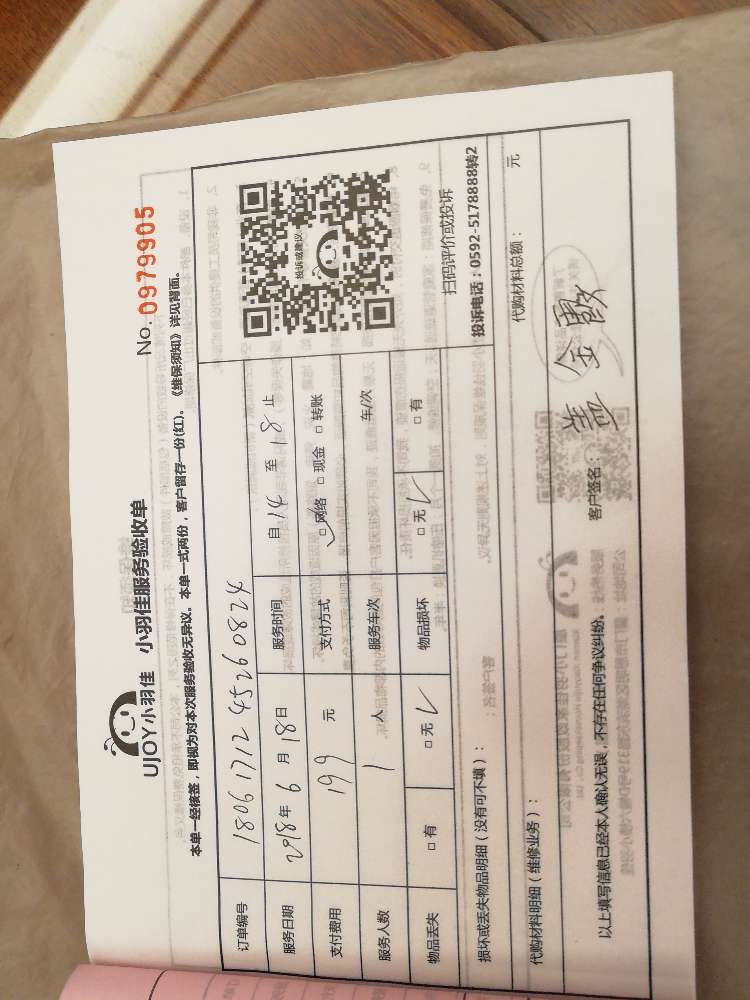 UJOY小羽佳 小羽佳服务验收单
No. 0979905
本单一经核签，即视为对本次服务验收无异议。本单一式两份，客户留存一份(红)。《维保须知》详见背面。
订单编号 18061712 45260824
服务日期 2018年9月18日 服务时间 自14至18止
支付费用 199元 支付方式 ☑网络 □现金 □转账
服务人数 1人 服务车次 车/次
物品丢失 □有 ☑无 物品损坏 ☑无 □有
投诉或建议
扫码评价或投诉
投诉电话：0592-5178888转2
损坏或丢失物品明细（没有可不填）：
代购材料明细（维修业务）： 代购材料总额： 元
以上填写信息已经本人确认无误，不存在任何争议纠纷。 客户签名：